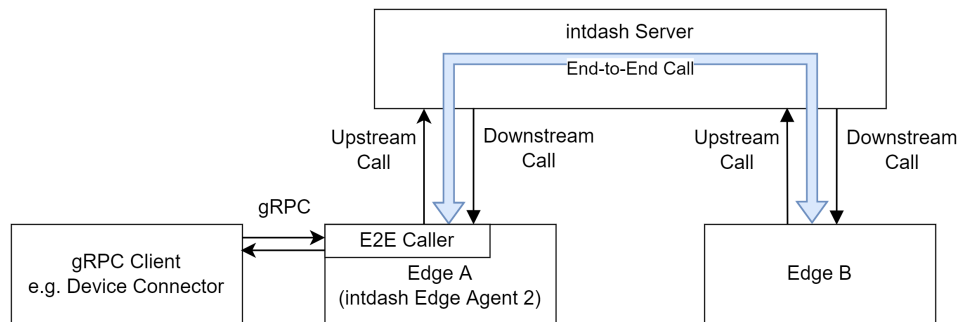 intdash Server
End-to-End Call
Upstream
Call
Downstream
Call
Upstream
Call
Downstream
Call
gRPC
gRPC Client
e.g. Device Connector
E2E Caller
Edge A
(intdash Edge Agent 2)
Edge B